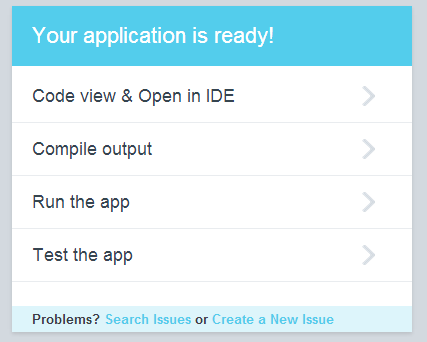 Your application is ready!
Code view & Open in IDE
Compile output
Run the app
Test the app
Problems? Search Issues or Create a New Issue